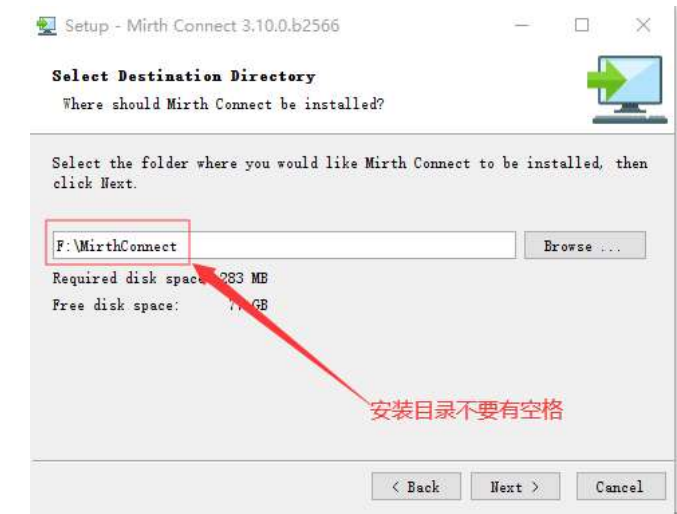 Setup - Mirth Connect 3.10.0.b2566
Select Destination Directory
Where should Mirth Connect be installed?
Select the folder where you would like Mirth Connect to be installed, then
click Next.
F:\MirthConnect
Browse ...
Required disk space 283 MB
Free disk space: GB
安装目录不要有空格
< Back
Next >
Cancel